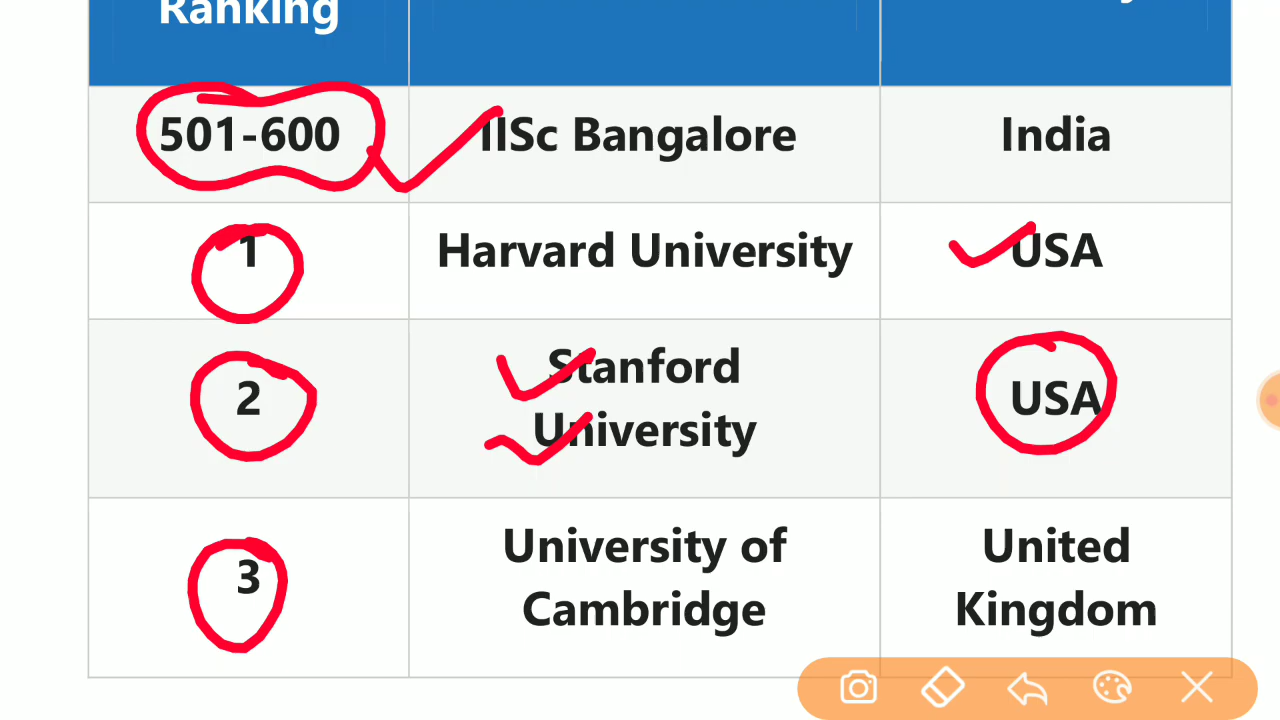 Ranking
501-600 IISc Bangalore India
1 Harvard University USA
2 Stanford University USA
3 University of Cambridge United Kingdom